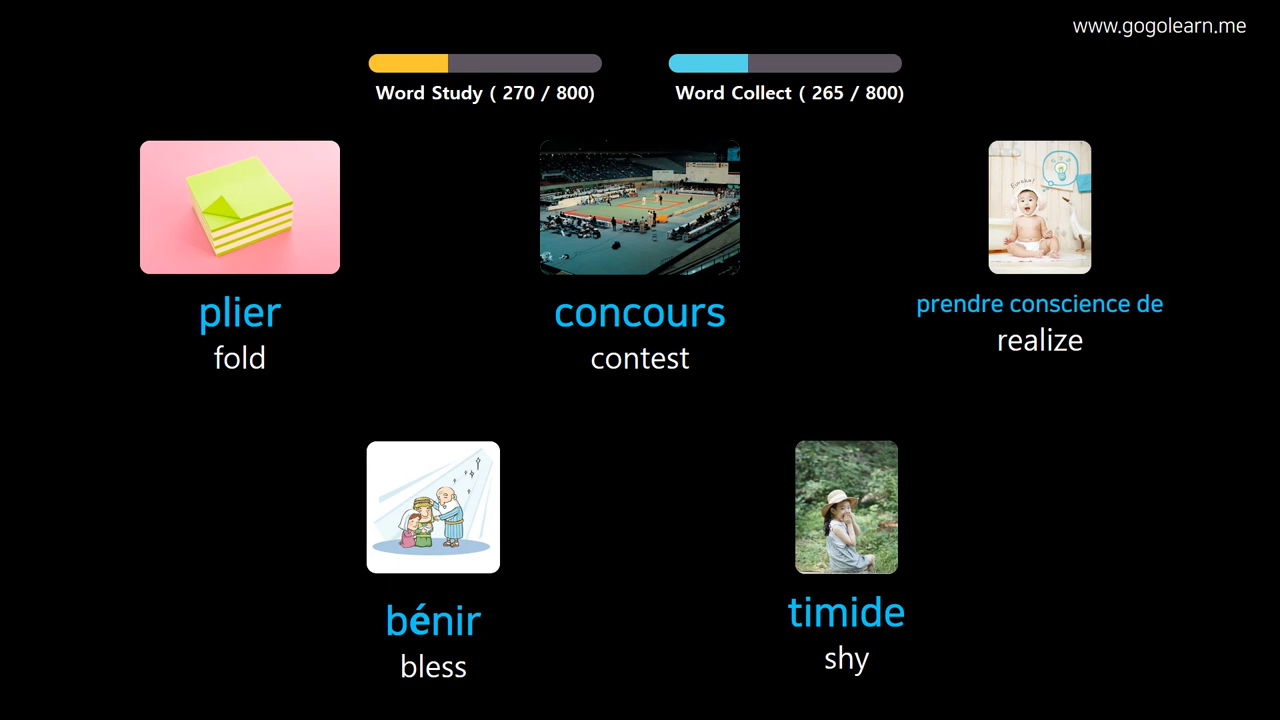 www.gogolearn.me
Word Study ( 270 / 800)
Word Collect ( 265 / 800)
Eureka!
plier
fold
concours
contest
prendre conscience de
realize
bénir
bless
timide
shy